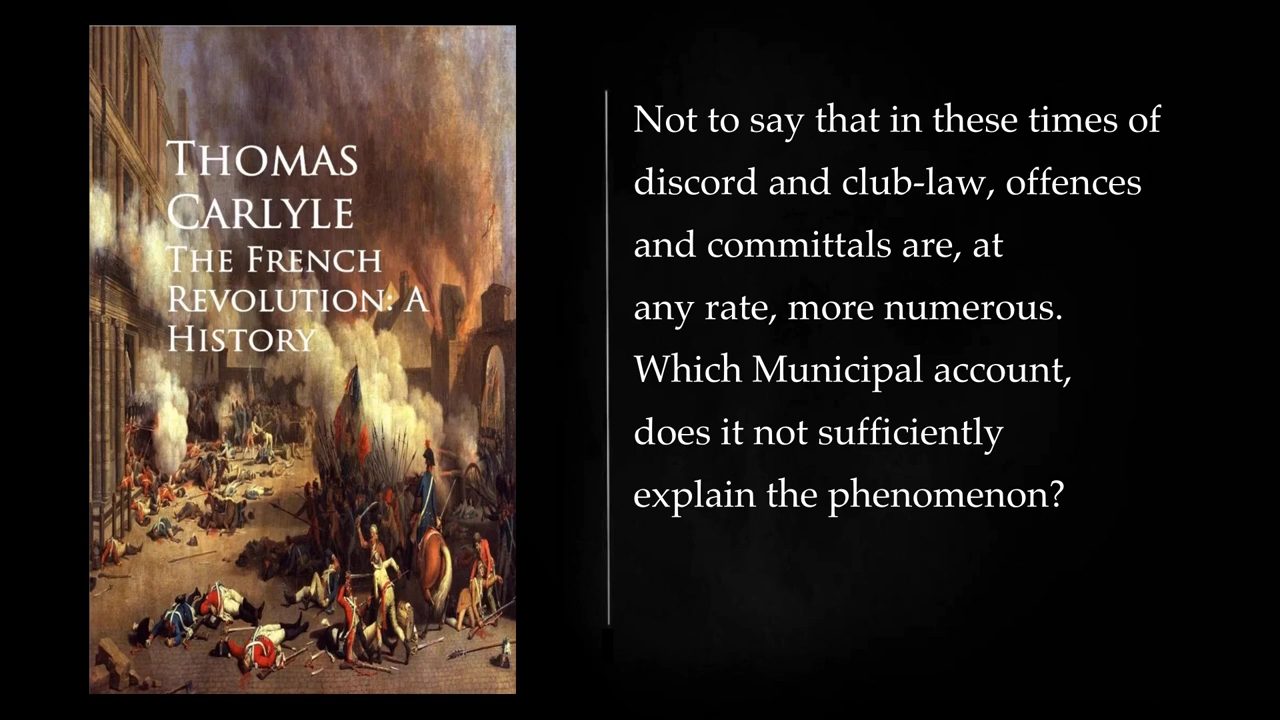 THOMAS
CARLYLE
THE FRENCH
REVOLUTION: A
HISTORY
Not to say that in these times of
discord and club-law, offences
and committals are, at
any rate, more numerous.
Which Municipal account,
does it not sufficiently
explain the phenomenon?